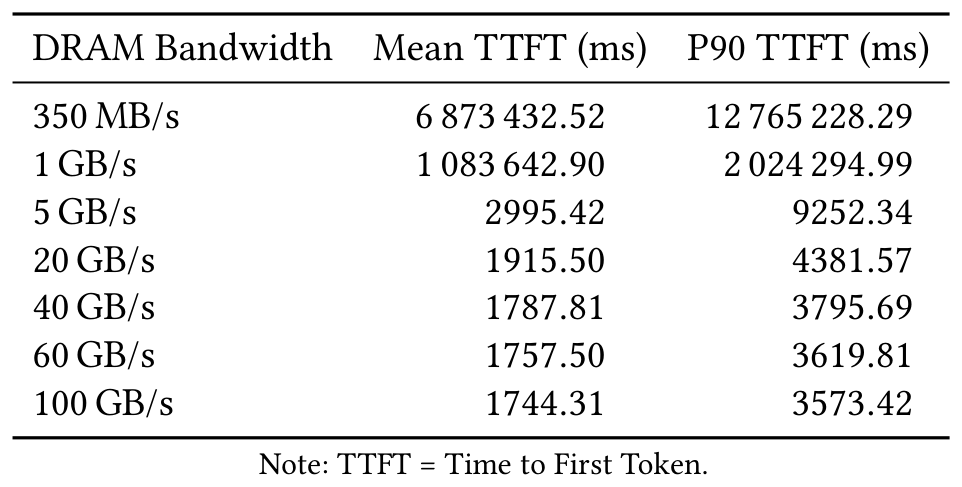 DRAM Bandwidth Mean TTFT (ms) P90 TTFT (ms)
350 MB/s 6 873 432.52 12 765 228.29
1 GB/s 1 083 642.90 2 024 294.99
5 GB/s 2995.42 9252.34
20 GB/s 1915.50 4381.57
40 GB/s 1787.81 3795.69
60 GB/s 1757.50 3619.81
100 GB/s 1744.31 3573.42
Note: TTFT = Time to First Token.